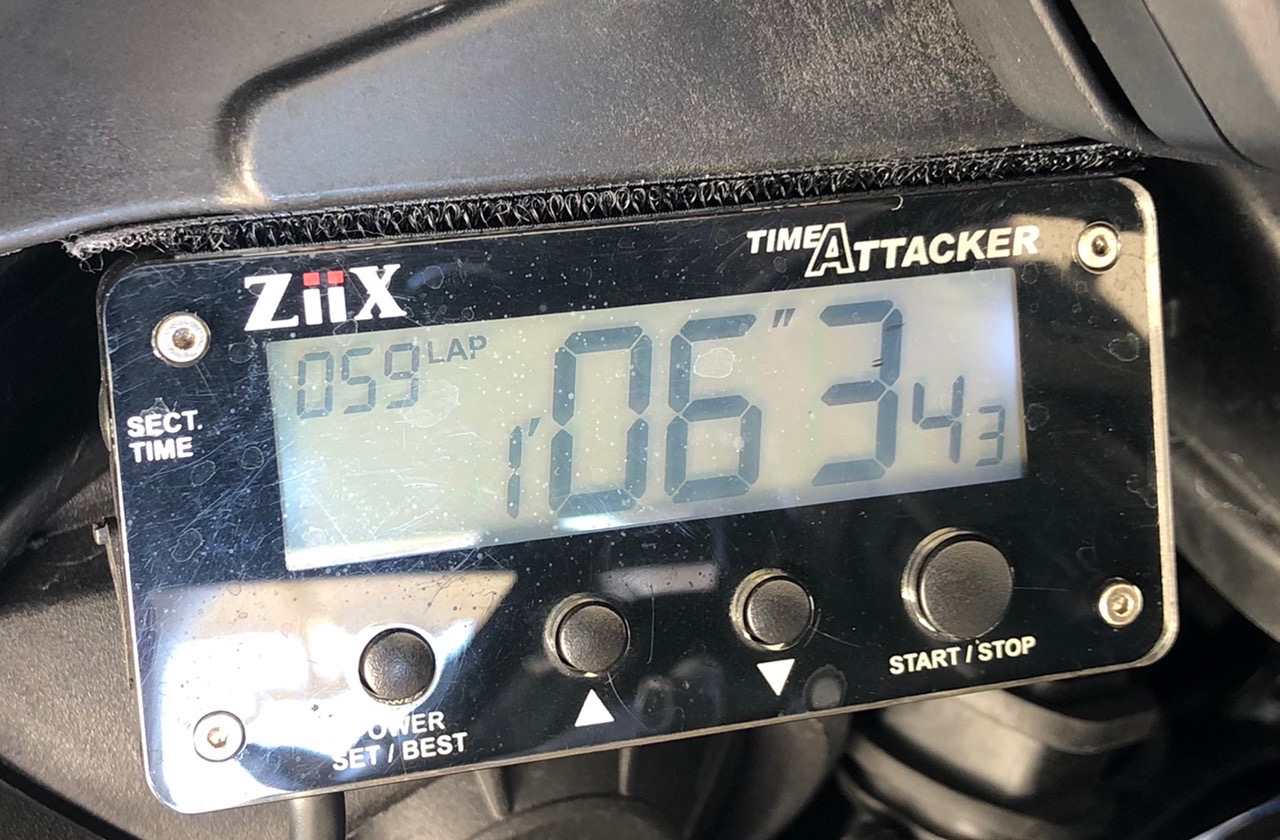 ZiiX
TIME ATTACKER
059 LAP
1'06"343
SECT.
TIME
POWER
SET / BEST
▲
▼
START / STOP